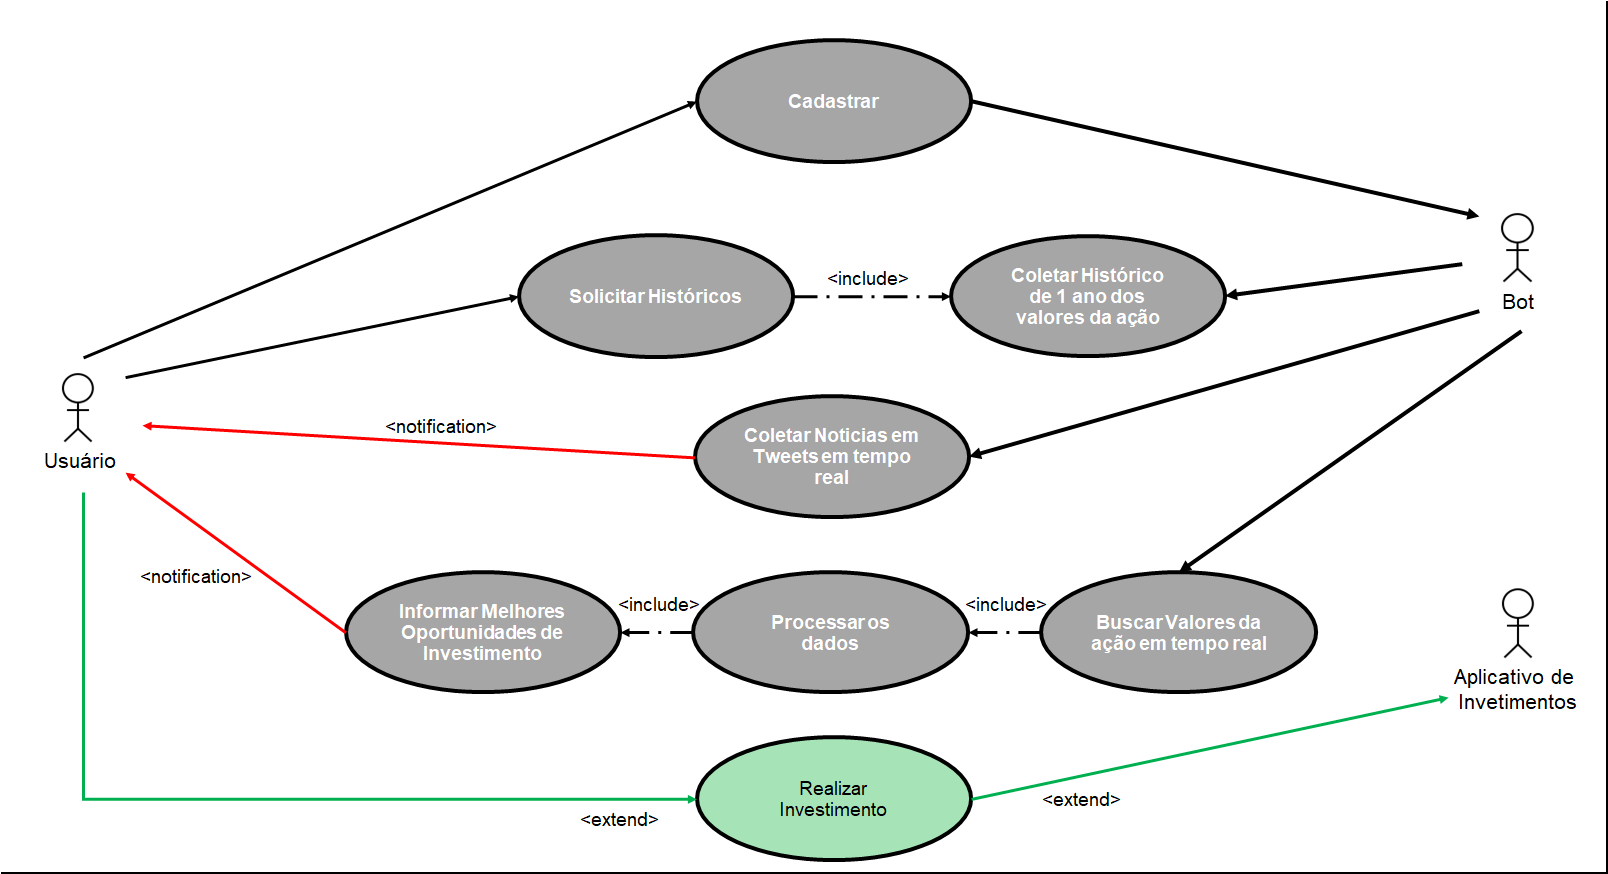 Cadastrar
Solicitar Históricos
<include>
Coletar Histórico
de 1 ano dos
valores da ação
Bot
Usuário
<notification>
Coletar Noticias em
Tweets em tempo
real
<notification>
Informar Melhores
Oportunidades de
Investimento
<include>
Processar os
dados
<include>
Buscar Valores da
ação em tempo real
Aplicativo de
Invetimentos
Realizar
Investimento
<extend>
<extend>